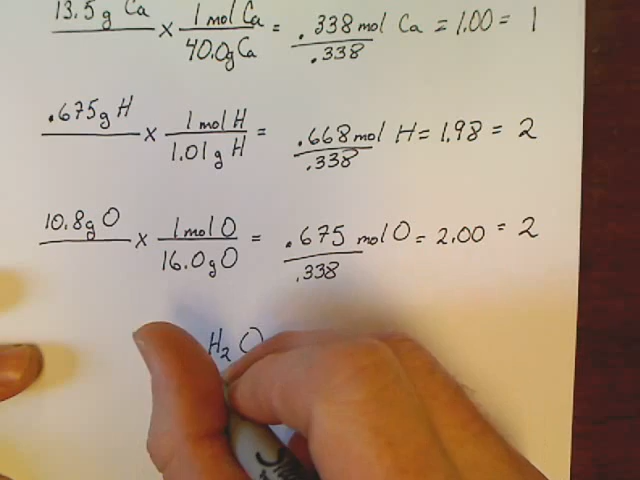 13.5 g Ca × 1 mol Ca / 40.0 g Ca = .338 mol Ca / .338 = 1.00 = 1
.675 g H × 1 mol H / 1.01 g H = .668 mol H / .338 = 1.98 = 2
10.8 g O × 1 mol O / 16.0 g O = .675 mol O / .338 = 2.00 = 2
H₂ O